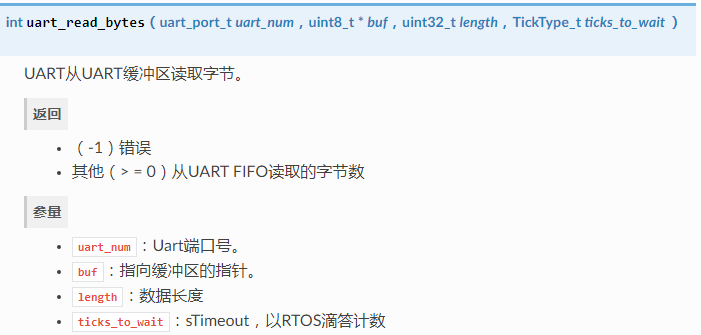 int uart_read_bytes ( uart_port_t uart_num , uint8_t * buf , uint32_t length , TickType_t ticks_to_wait )
UART从UART缓冲区读取字节。
返回
• （-1）错误
• 其他（> = 0）从UART FIFO读取的字节数
参量
• uart_num ：Uart端口号。
• buf ：指向缓冲区的指针。
• length ：数据长度
• ticks_to_wait ：sTimeout，以RTOS滴答计数